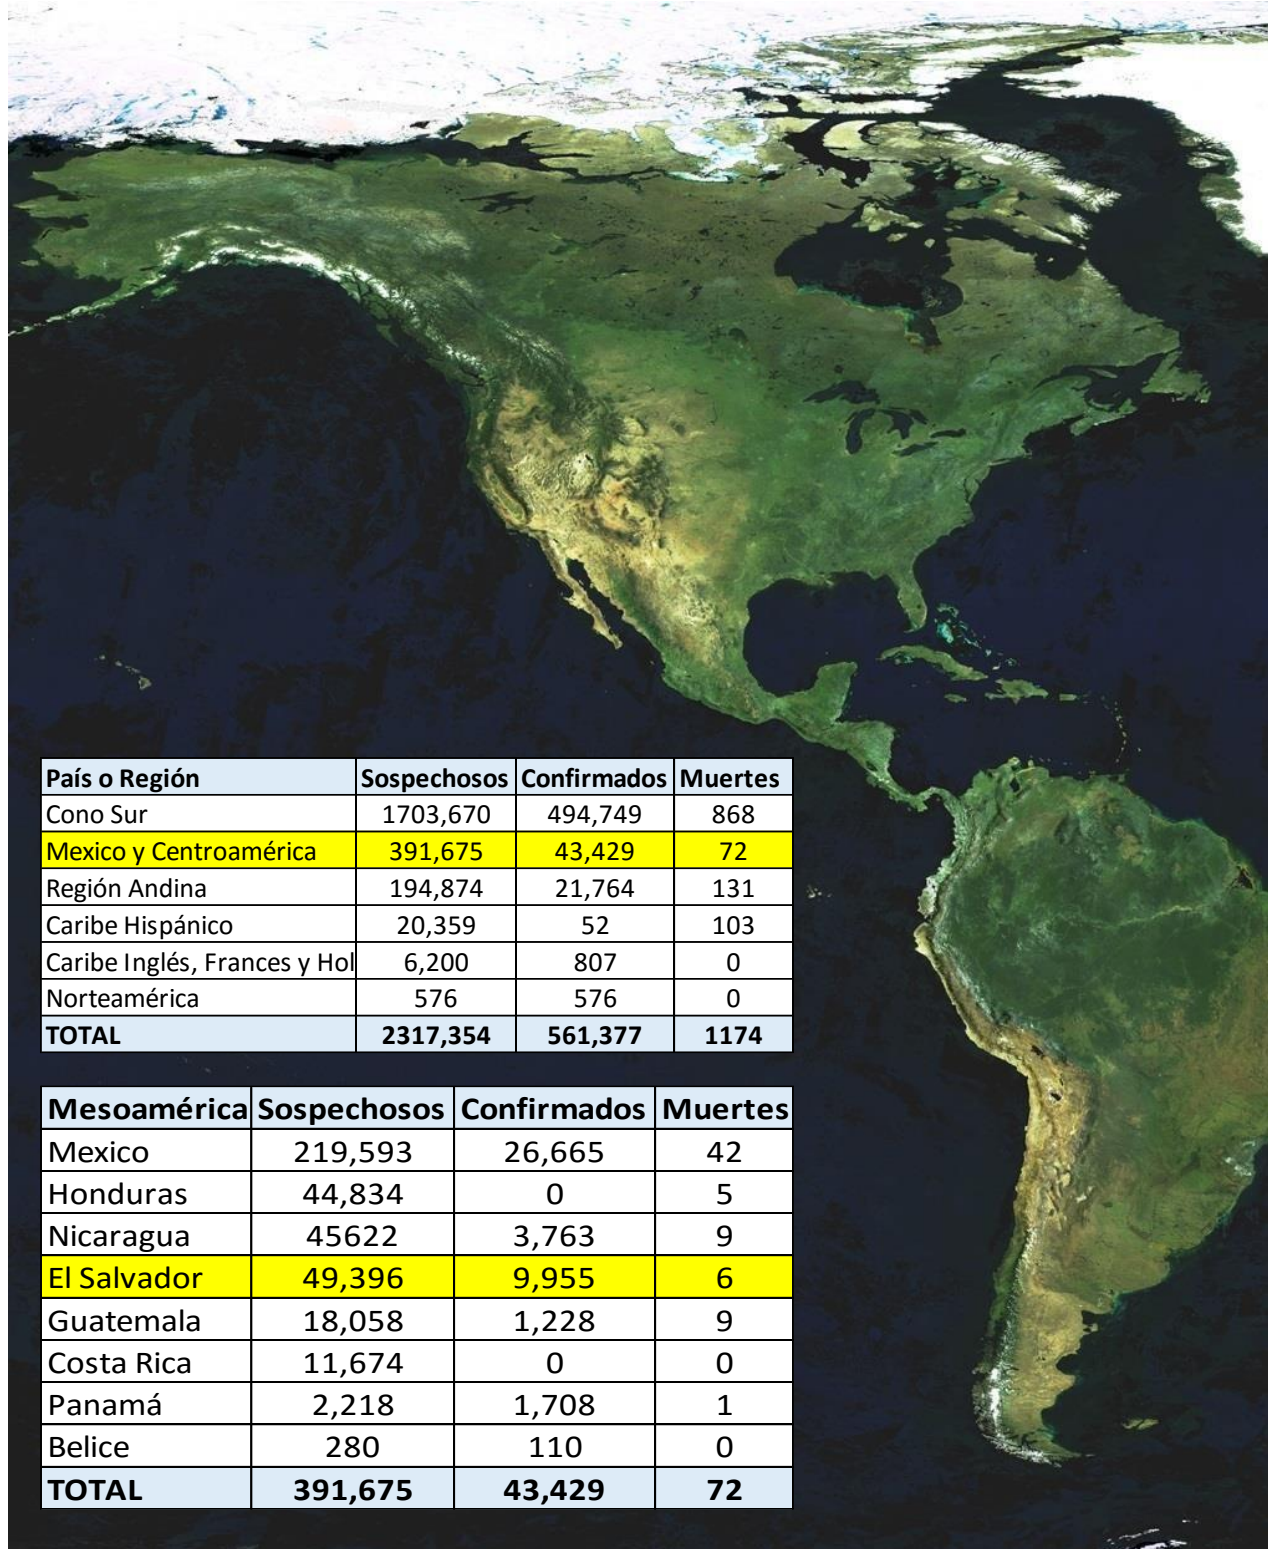 País o Región Sospechosos Confirmados Muertes
Cono Sur 1703,670 494,749 868
Mexico y Centroamérica 391,675 43,429 72
Región Andina 194,874 21,764 131
Caribe Hispánico 20,359 52 103
Caribe Inglés, Frances y Hol 6,200 807 0
Norteamérica 576 576 0
TOTAL 2317,354 561,377 1174
Mesoamérica Sospechosos Confirmados Muertes
Mexico 219,593 26,665 42
Honduras 44,834 0 5
Nicaragua 45622 3,763 9
El Salvador 49,396 9,955 6
Guatemala 18,058 1,228 9
Costa Rica 11,674 0 0
Panamá 2,218 1,708 1
Belice 280 110 0
TOTAL 391,675 43,429 72